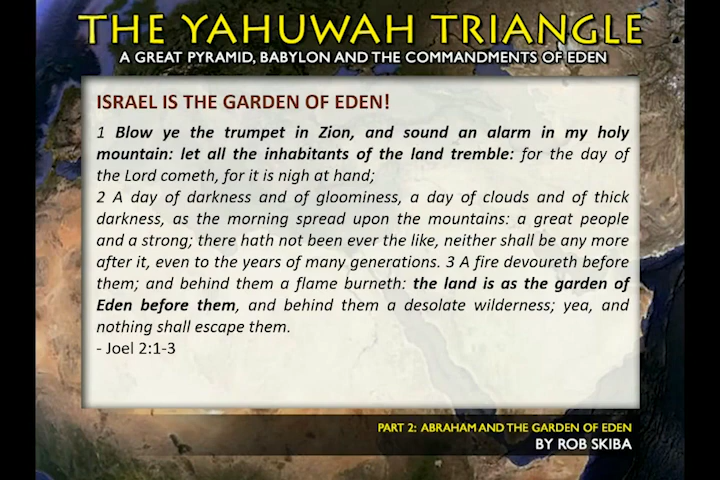 THE YAHUWAH TRIANGLE
A GREAT PYRAMID, BABYLON AND THE COMMANDMENTS OF EDEN
ISRAEL IS THE GARDEN OF EDEN!
1 Blow ye the trumpet in Zion, and sound an alarm in my holy
mountain: let all the inhabitants of the land tremble: for the day of
the Lord cometh, for it is nigh at hand;
2 A day of darkness and of gloominess, a day of clouds and of thick
darkness, as the morning spread upon the mountains: a great people
and a strong; there hath not been ever the like, neither shall be any more
after it, even to the years of many generations. 3 A fire devoureth before
them; and behind them a flame burneth: the land is as the garden of
Eden before them, and behind them a desolate wilderness; yea, and
nothing shall escape them.
- Joel 2:1-3
PART 2: ABRAHAM AND THE GARDEN OF EDEN
BY ROB SKIBA